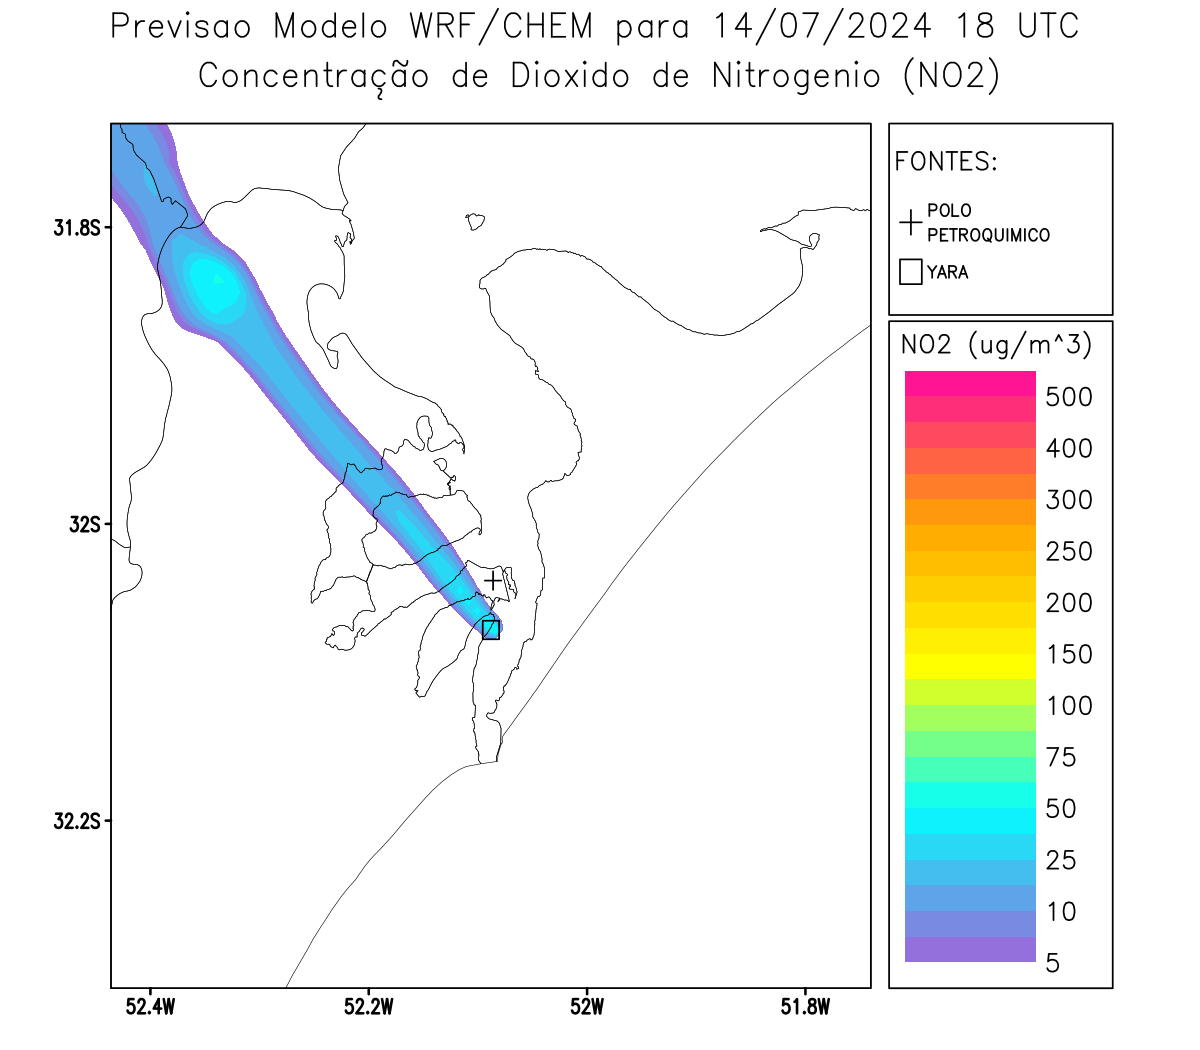 Previsao Modelo WRF/CHEM para 14/07/2024 18 UTC
Concentração de Dioxido de Nitrogenio (NO2)
FONTES:
POLO
PETROQUIMICO
YARA
31.8S
32S
32.2S
52.4W
52.2W
52W
51.8W
NO2 (ug/m^3)
500
400
300
250
200
150
100
75
50
25
10
5